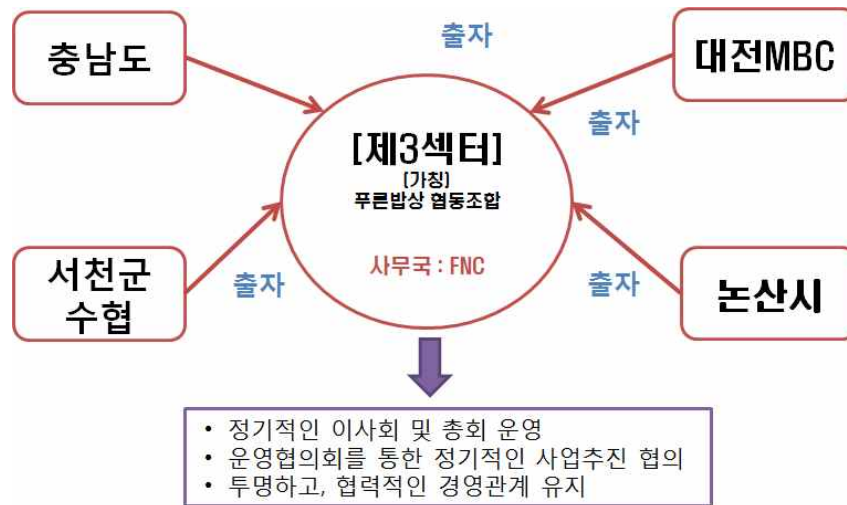 출자
충남도
대전MBC
출자
[제3섹터]
(가칭)
푸른밥상 협동조합
사무국 : FNC
서천군
수협
출자
출자
논산시
• 정기적인 이사회 및 총회 운영
• 운영협의회를 통한 정기적인 사업추진 협의
• 투명하고, 협력적인 경영관계 유지